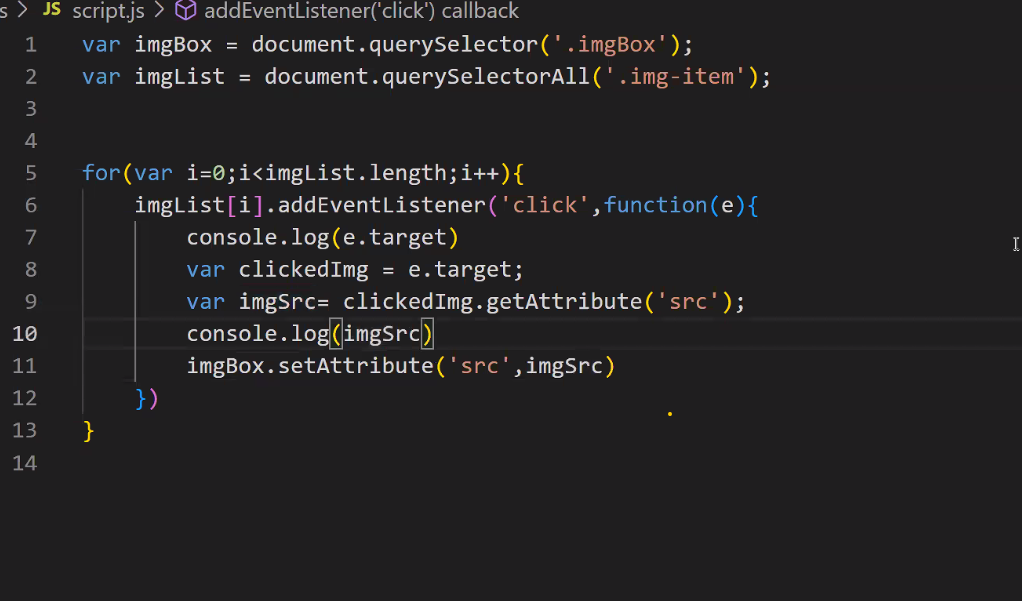 s > JS script.js > addEventListener('click') callback
1 var imgBox = document.querySelector('.imgBox');
2 var imgList = document.querySelectorAll('.img-item');
3
4
5 for(var i=0;i<imgList.length;i++){
6 imgList[i].addEventListener('click',function(e){
7 console.log(e.target)
8 var clickedImg = e.target;
9 var imgSrc= clickedImg.getAttribute('src');
10 console.log(imgSrc)
11 imgBox.setAttribute('src',imgSrc)
12 })
13 }
14